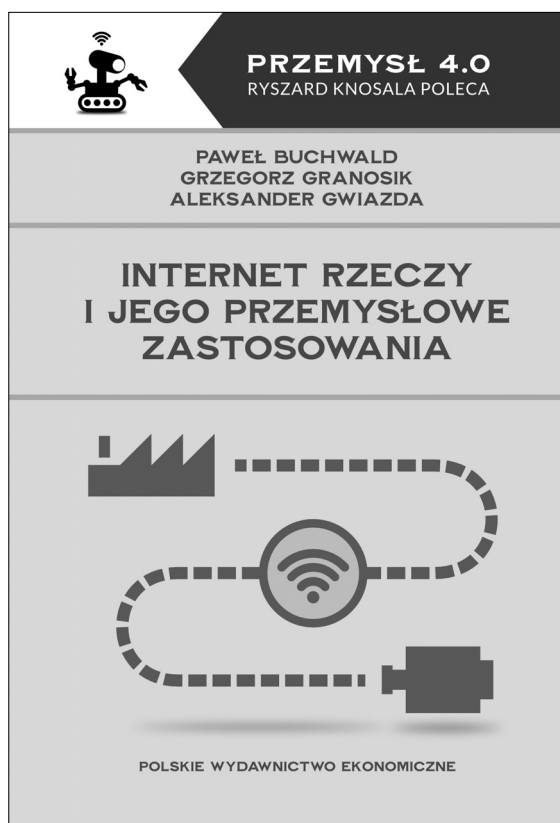 PRZEMYSŁ 4.0
RYSZARD KNOSALA POLECA
PAWEŁ BUCHWALD
GRZEGORZ GRANOSIK
ALEKSANDER GWIAZDA
INTERNET RZECZY
I JEGO PRZEMYSŁOWE
ZASTOSOWANIA
POLSKIE WYDAWNICTWO EKONOMICZNE